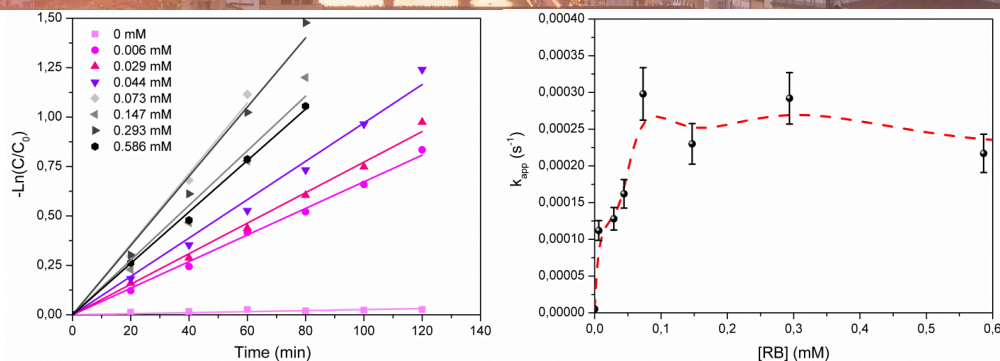 1,50
1,25
1,00
0,75
0,50
0,25
0,00
-Ln(C/C0)
0 mM
0.006 mM
0.029 mM
0.044 mM
0.073 mM
0.147 mM
0.293 mM
0.586 mM
0 20 40 60 80 100 120 140
Time (min)
0,00040
0,00035
0,00030
0,00025
0,00020
0,00015
0,00010
0,00005
0,00000
kapp (s-1)
0,0 0,1 0,2 0,3 0,4 0,5 0,6
[RB] (mM)